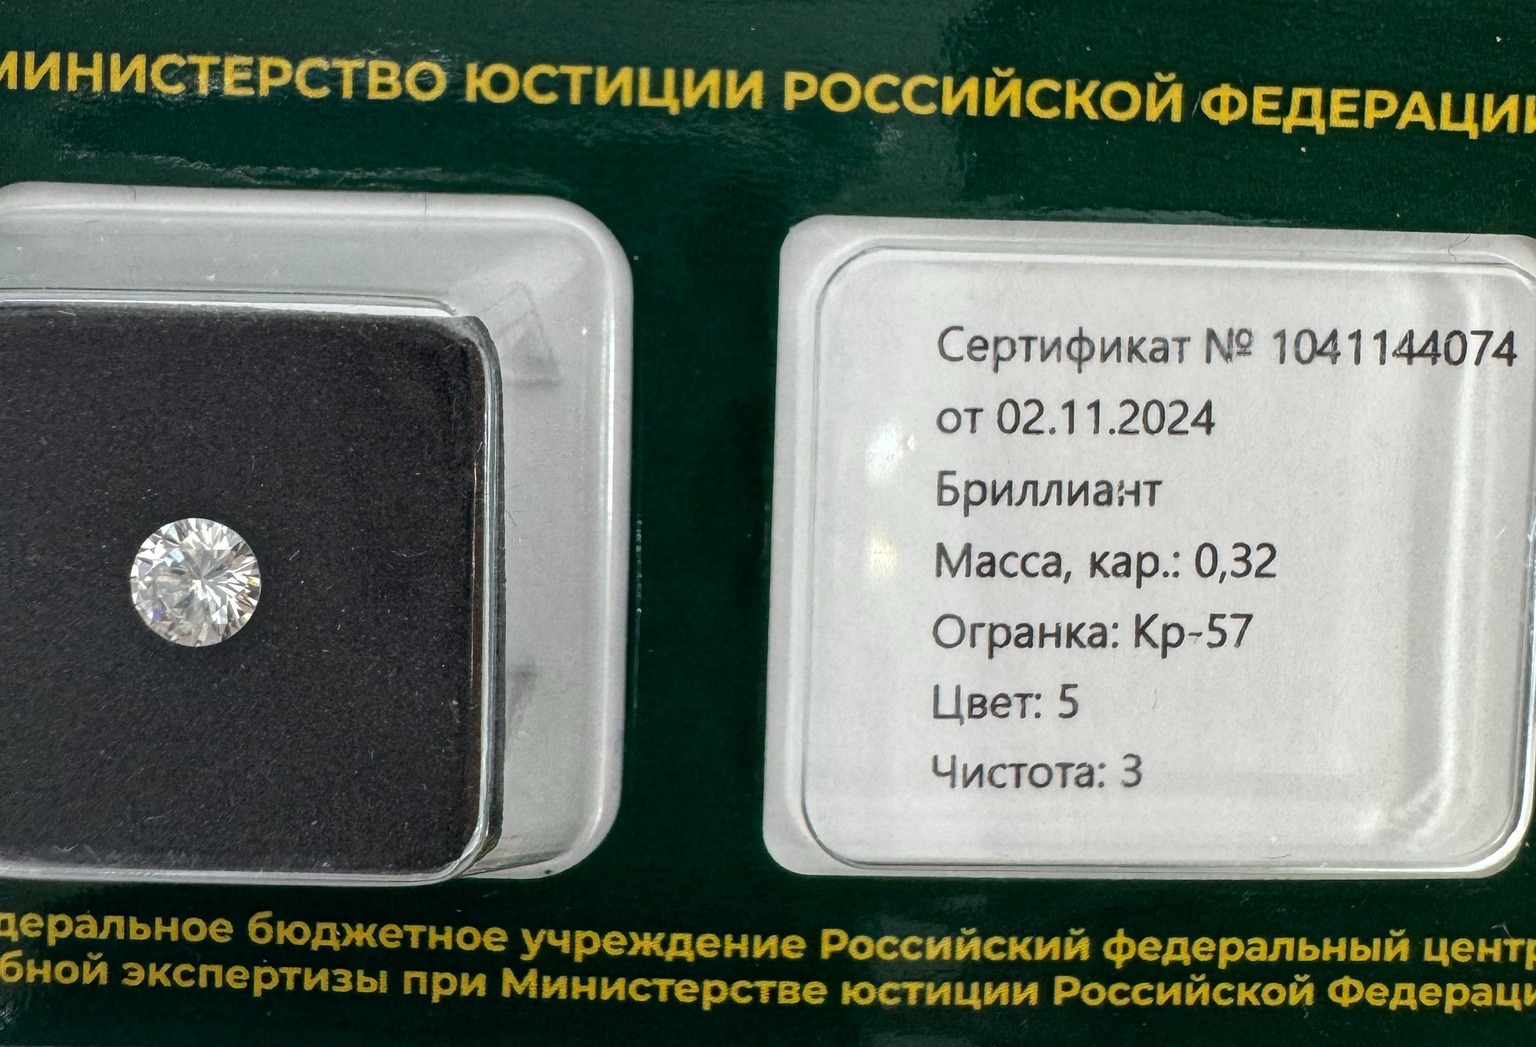 МИНИСТЕРСТВО ЮСТИЦИИ РОССИЙСКОЙ ФЕДЕРАЦИИ
Сертификат № 1041144074
от 02.11.2024
Бриллиант
Масса, кар.: 0,32
Огранка: Кр-57
Цвет: 5
Чистота: 3
деральное бюджетное учреждение Российский федеральный центр
бной экспертизы при Министерстве юстиции Российской Федераци